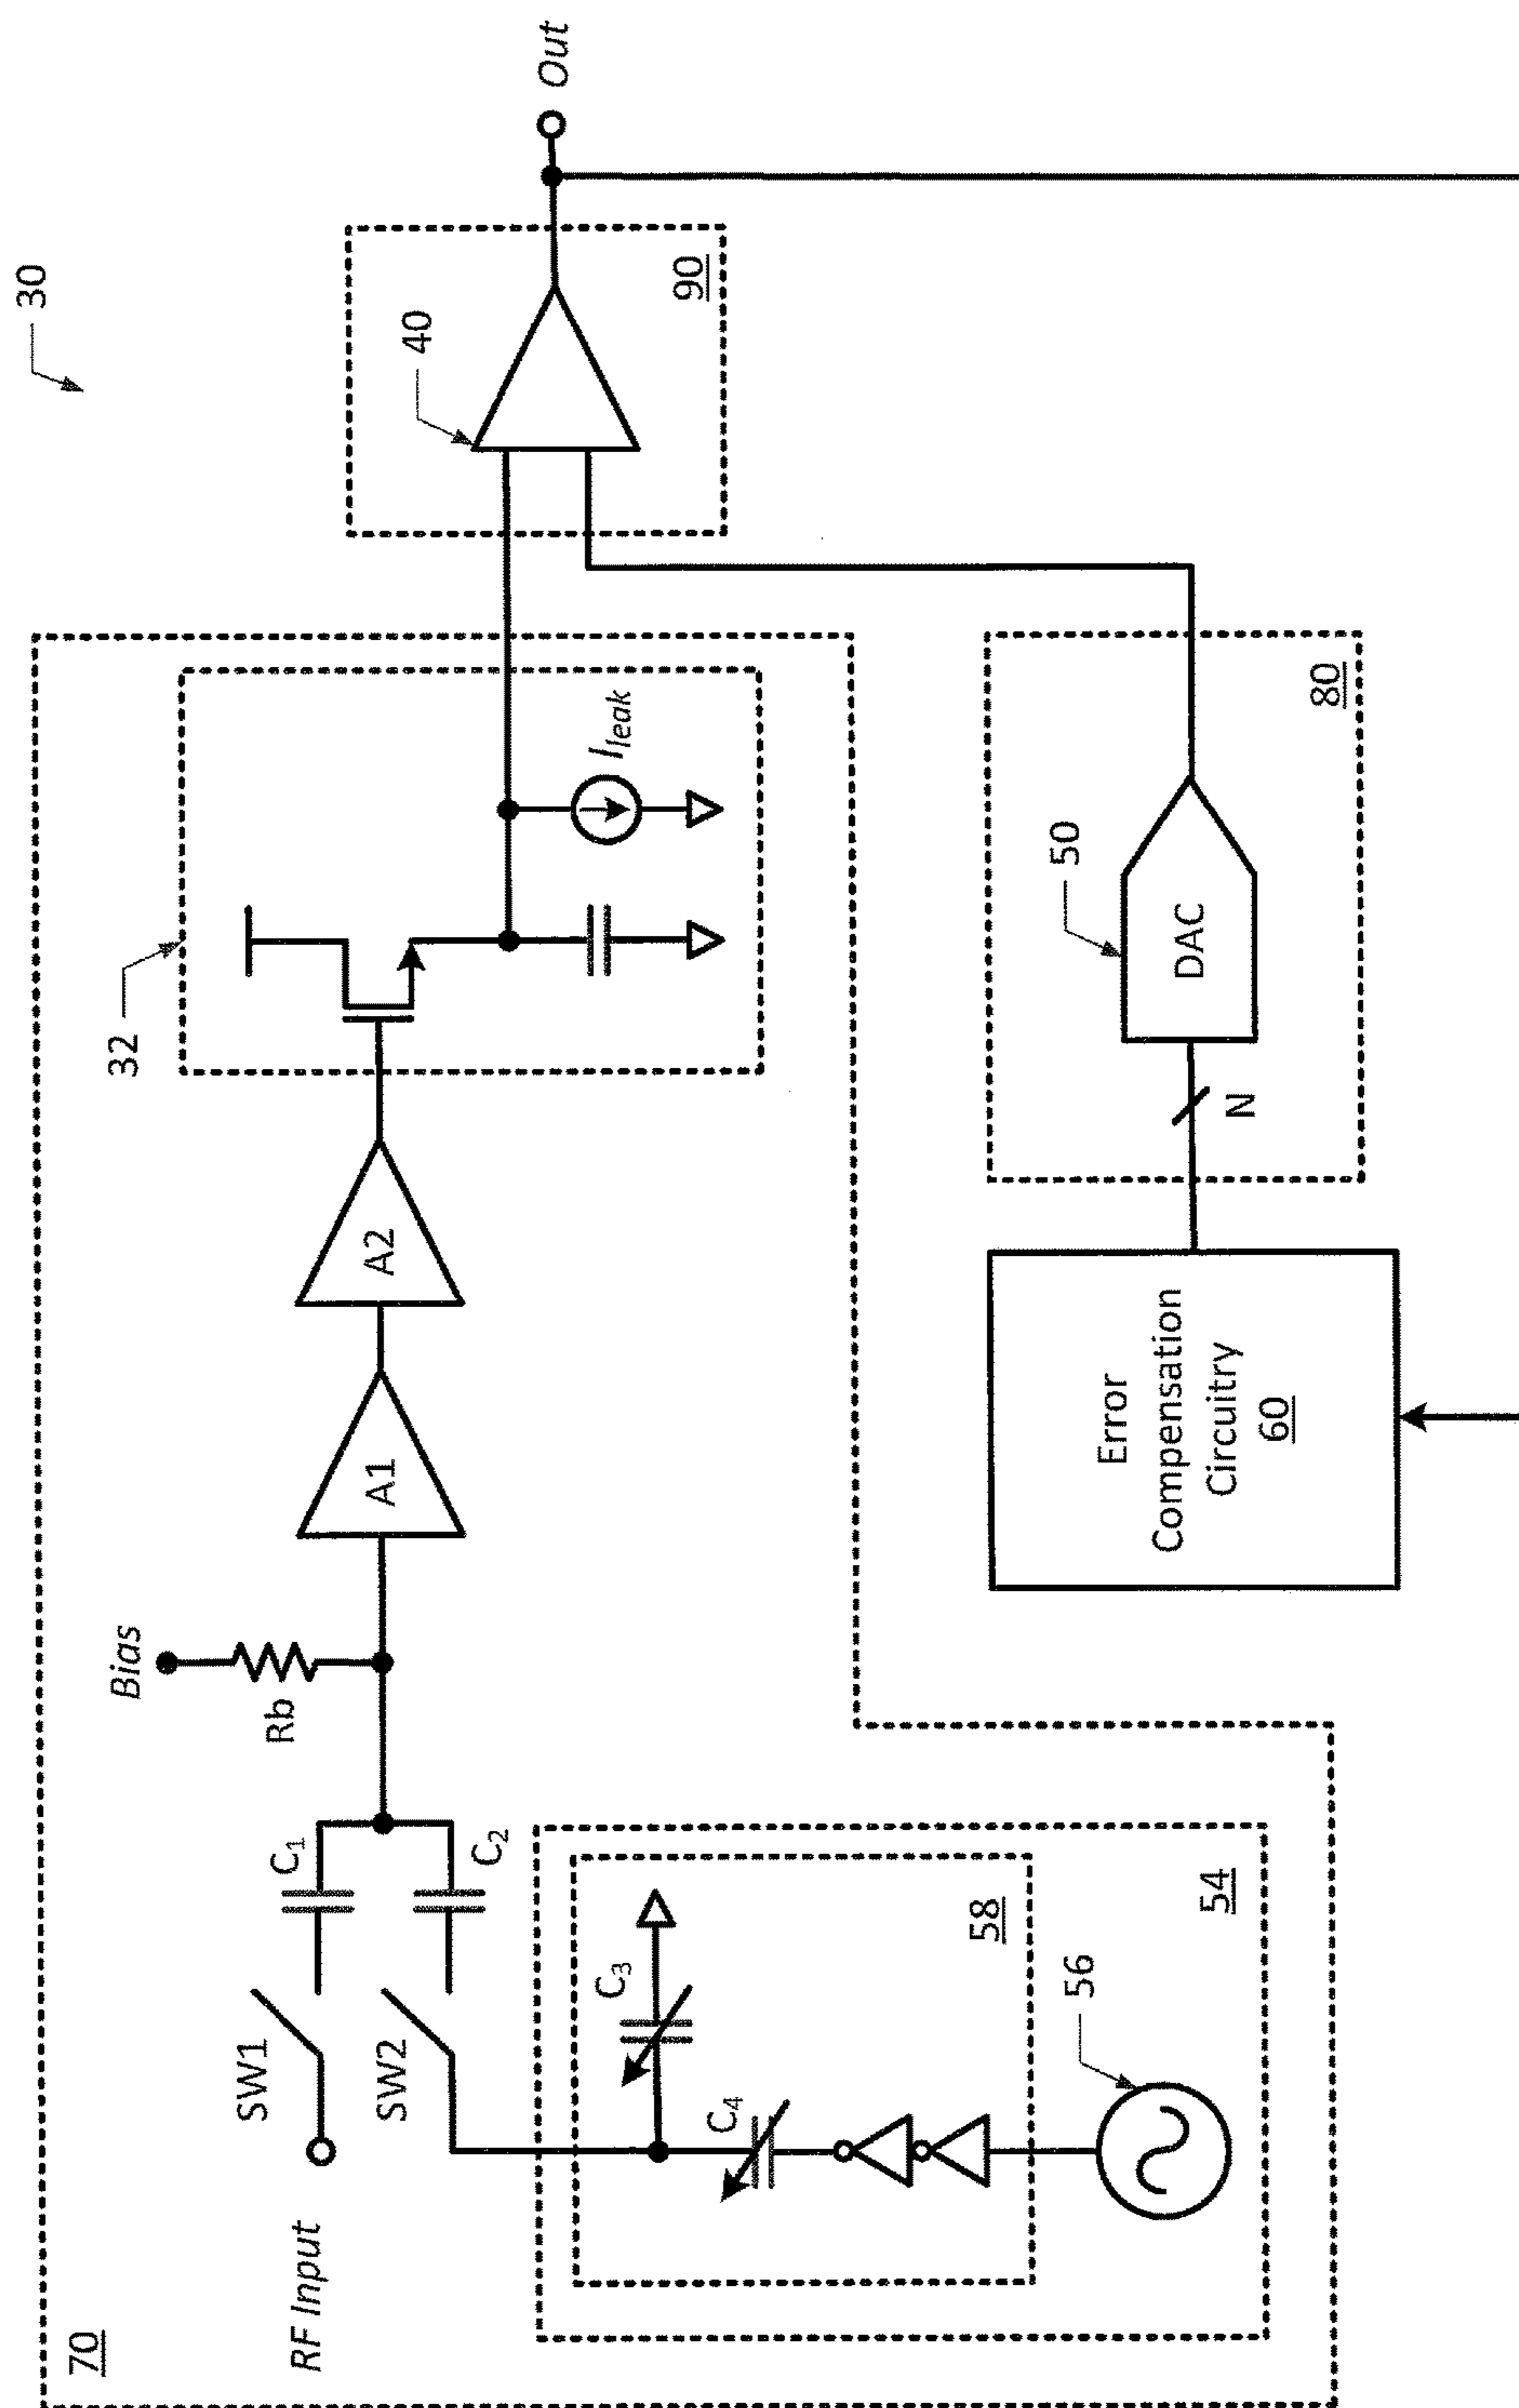 30
70
RF Input
SW1
SW2
C1
C2
Bias
Rb
A1
A2
32
Ileak
40
90
Out
C3
C4
58
54
56
Error
Compensation
Circuitry
60
N
50
DAC
80